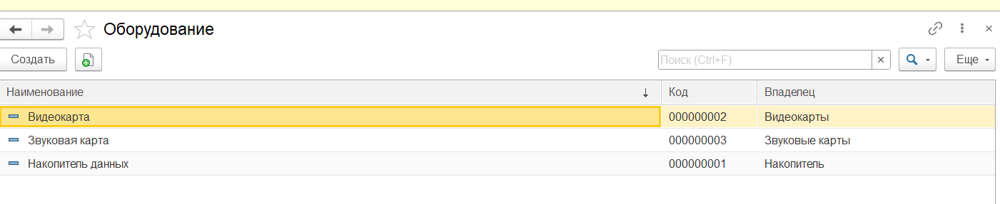 Оборудование
Создать Поиск (Ctrl+F) Еще
Наименование Код Владелец
Видеокарта 000000002 Видеокарты
Звуковая карта 000000003 Звуковые карты
Накопитель данных 000000001 Накопитель